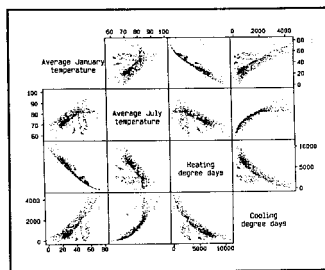 60 70 80 90 100
0 2000 4000
80
60
40
20
0
Average January
temperature
100
90
80
70
60
Average July
temperature
10000
5000
0
Heating
degree days
4000
2000
0
Cooling
degree days
0 20 40 60 80
0 5000 10000